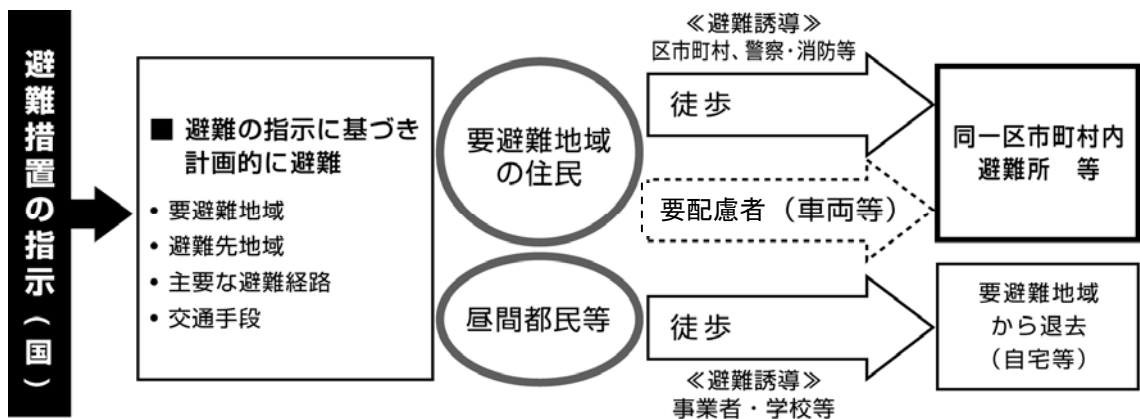 避難措置の指示(国)
■ 避難の指示に基づき
計画的に避難
• 要避難地域
• 避難先地域
• 主要な避難経路
• 交通手段
要避難地域
の住民
昼間都民等
≪避難誘導≫
区市町村、警察・消防等
徒歩
要配慮者（車両等）
徒歩
≪避難誘導≫
事業者・学校等
同一区市町村内
避難所　等
要避難地域
から退去
（自宅等）